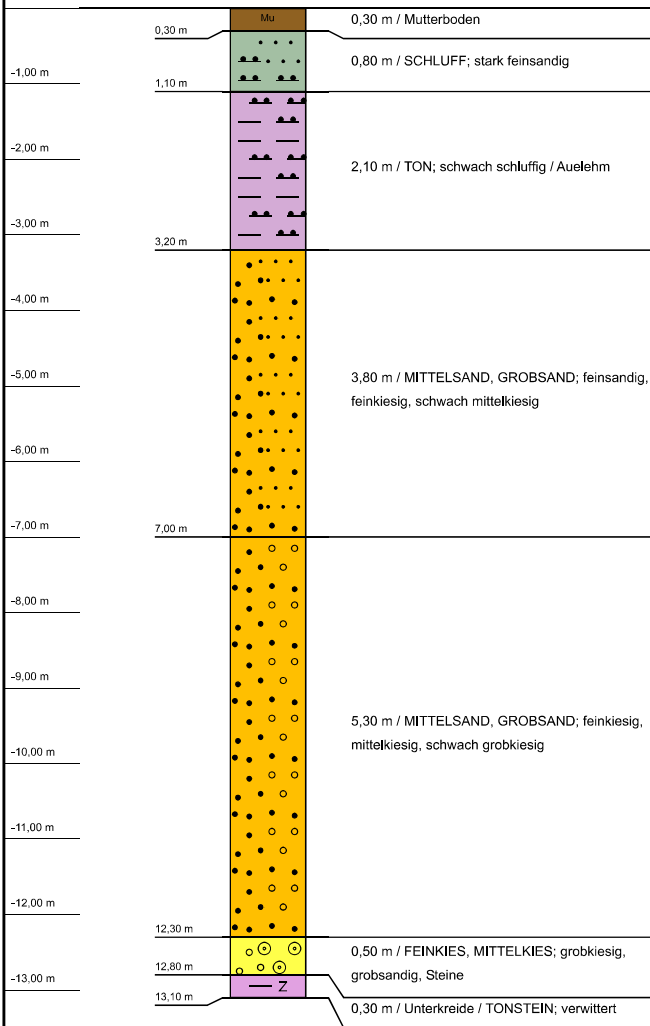 Mu
0,30 m / Mutterboden
0,30 m
0,80 m / SCHLUFF; stark feinsandig
-1,00 m
1,10 m
-2,00 m
2,10 m / TON; schwach schluffig / Auelehm
-3,00 m
3,20 m
-4,00 m
-5,00 m
3,80 m / MITTELSAND, GROBSAND; feinsandig,
feinkiesig, schwach mittelkiesig
-6,00 m
-7,00 m
7,00 m
-8,00 m
-9,00 m
5,30 m / MITTELSAND, GROBSAND; feinkiesig,
mittelkiesig, schwach grobkiesig
-10,00 m
-11,00 m
-12,00 m
12,30 m
0,50 m / FEINKIES, MITTELKIES; grobkiesig,
grobsandig, Steine
12,80 m
-13,00 m
Z
13,10 m
0,30 m / Unterkreide / TONSTEIN; verwittert